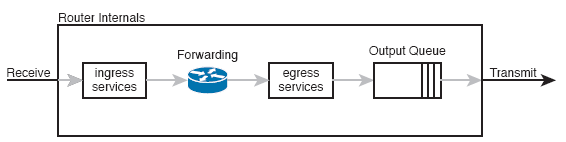 Router Internals
Receive
ingress
services
Forwarding
egress
services
Output Queue
Transmit